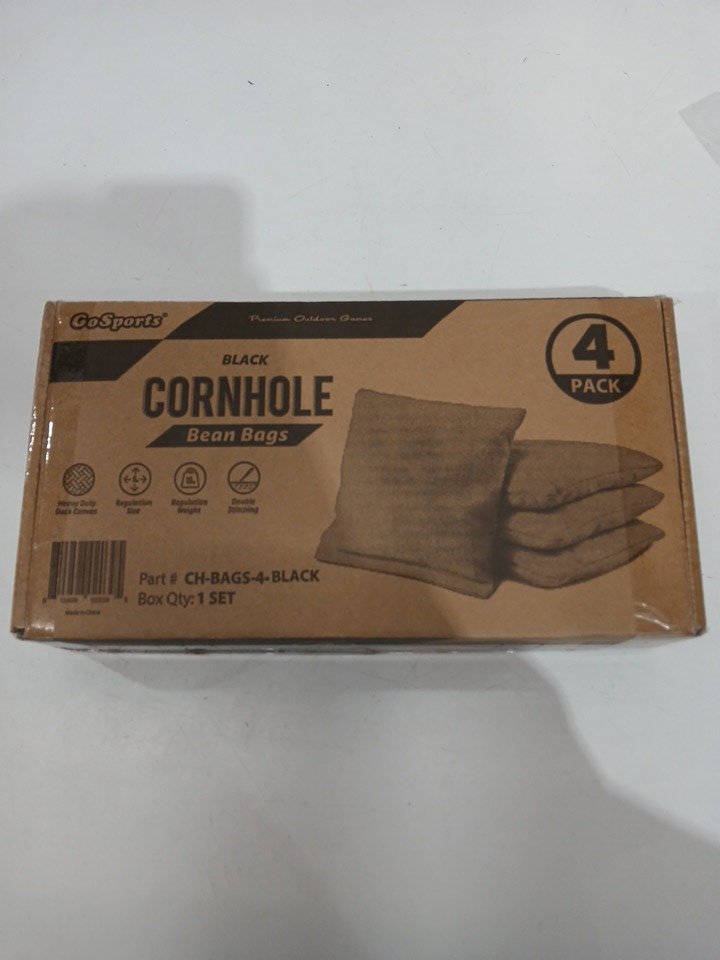 GoSports®
Premium Outdoor Games
4
PACK
BLACK
CORNHOLE
Bean Bags
Heavy Duty
Duck Canvas
Regulation
Size
Regulation
Weight
Double
Stitching
Part # CH-BAGS-4-BLACK
Box Qty: 1 SET
Made in China